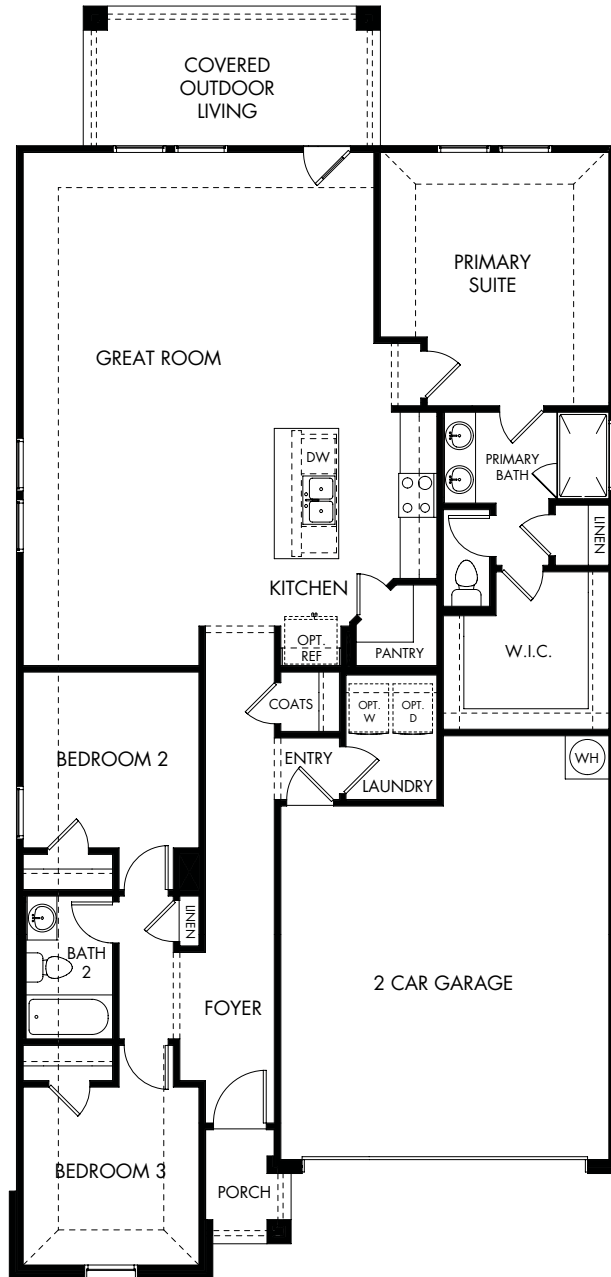 COVERED
OUTDOOR
LIVING
PRIMARY
SUITE
GREAT ROOM
DW
PRIMARY
BATH
LINEN
KITCHEN
OPT.
REF
PANTRY
W.I.C.
COATS
OPT.
W
OPT.
D
BEDROOM 2
ENTRY
LAUNDRY
WH
LINEN
BATH
2
2 CAR GARAGE
FOYER
BEDROOM 3
PORCH